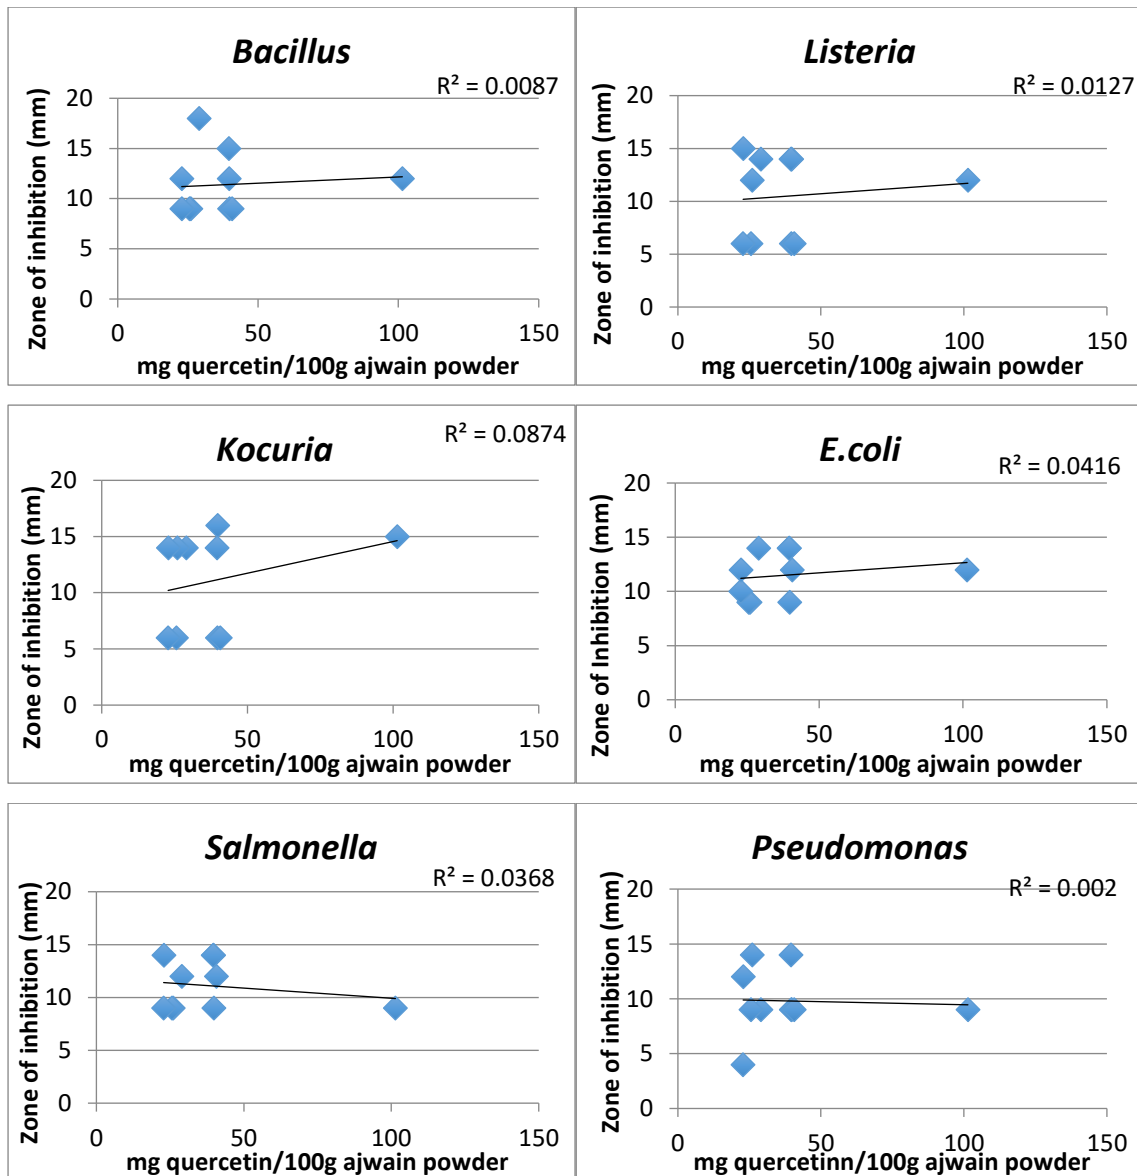 Bacillus
R² = 0.0087
Zone of inhibition (mm)
20
15
10
5
0
0 50 100 150
mg quercetin/100g ajwain powder
Listeria
R² = 0.0127
Zone of inhibition (mm)
20
15
10
5
0
0 50 100 150
mg quercetin/100g ajwain powder
Kocuria
R² = 0.0874
Zone of inhibition (mm)
20
15
10
5
0
0 50 100 150
mg quercetin/100g ajwain powder
E.coli
R² = 0.0416
Zone of Inhibition (mm)
20
15
10
5
0
0 50 100 150
mg quercetin/100g ajwain powder
Salmonella
R² = 0.0368
Zone of inhibition (mm)
20
15
10
5
0
0 50 100 150
mg quercetin/100g ajwain powder
Pseudomonas
R² = 0.002
Zone of inhibition (mm)
20
15
10
5
0
0 50 100 150
mg quercetinn/100g ajwain powder